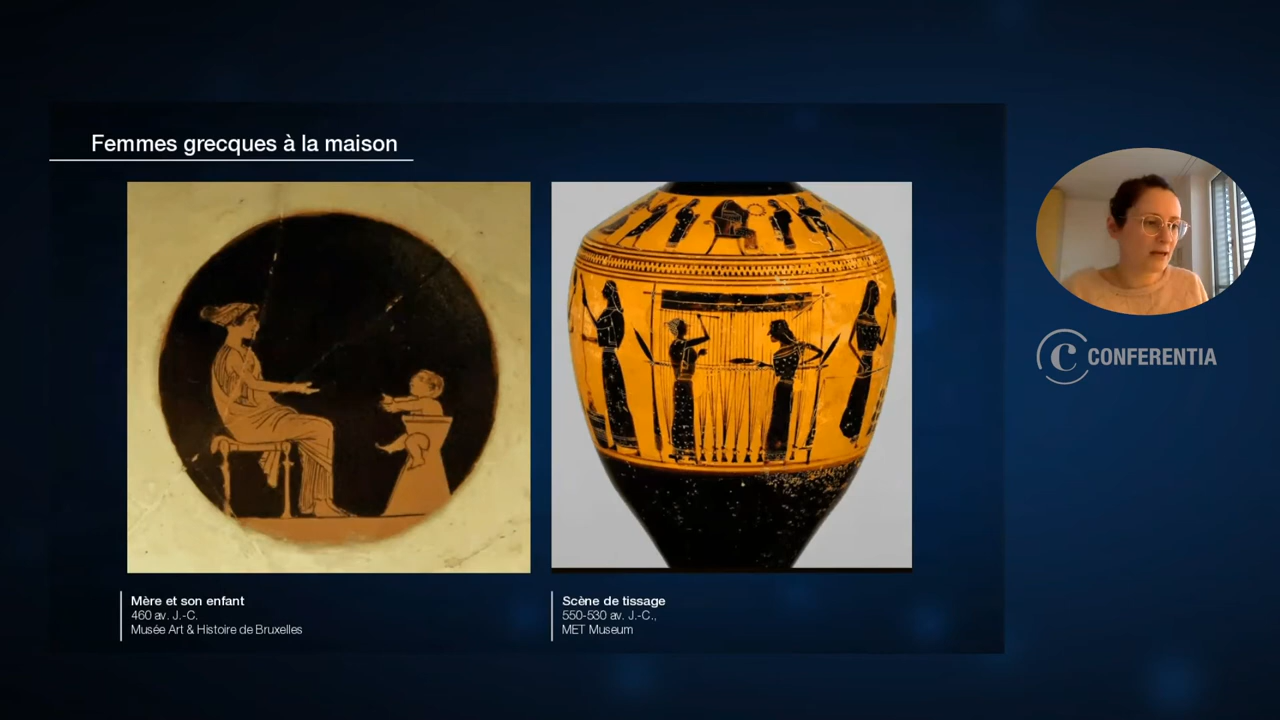 Femmes grecques à la maison
Mère et son enfant
460 av. J.-C.
Musée Art & Histoire de Bruxelles
Scène de tissage
550-530 av. J.-C.,
MET Museum
C CONFERENTIA